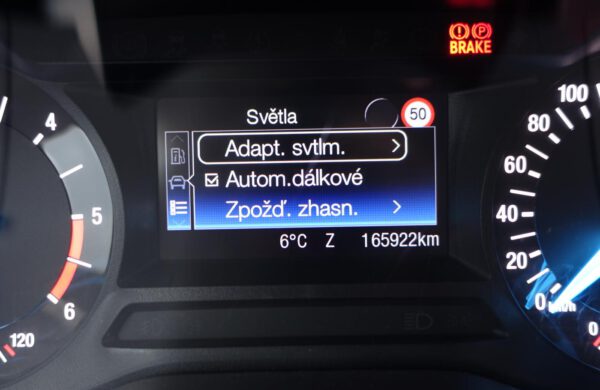 BRAKE
Světla 50
Adapt. svtlm.
Autom.dálkové
Zpožď. zhasn.
6°C Z 165922km
4
5
6
120
100
80
60
40
20
0
km/h